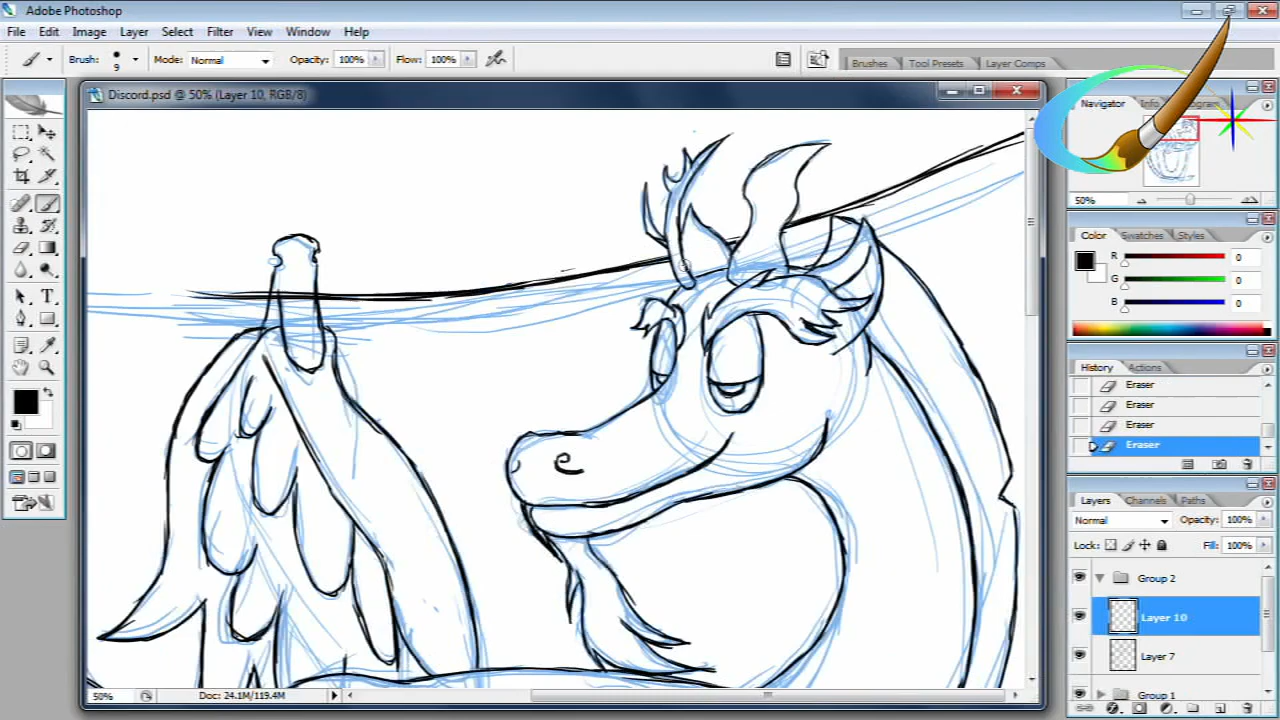 Adobe Photoshop
File Edit Image Layer Select Filter View Window Help
Brush: 9 Mode: Normal Opacity: 100% Flow: 100% Brushes Tool Presets Layer Comps
Discord.psd @ 50% (Layer 10, RGB/8)
Navigator Info
50%
Color Swatches Styles
R 0
G 0
B 0
History Actions
Eraser
Eraser
Eraser
Eraser
Layers Channels Paths
Normal Opacity: 100%
Lock: Fill: 100%
Group 2
Layer 10
Layer 7
Group 1
50% Doc: 24.1M/119.4M